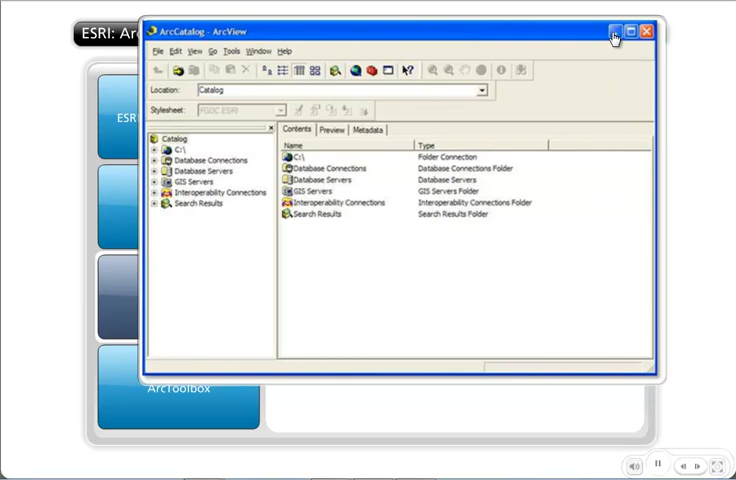 ESRI: Ar
ArcCatalog - ArcView
File Edit View Go Tools Window Help
Location: Catalog
Stylesheet: FGDC ESRI
Contents Preview Metadata
Catalog
C:\
Database Connections
Database Servers
GIS Servers
Interoperability Connections
Search Results
Name Type
C:\ Folder Connection
Database Connections Database Connections Folder
Database Servers Database Servers
GIS Servers GIS Servers Folder
Interoperability Connections Interoperability Connections Folder
Search Results Search Results Folder
ESRI
ArcToolbox